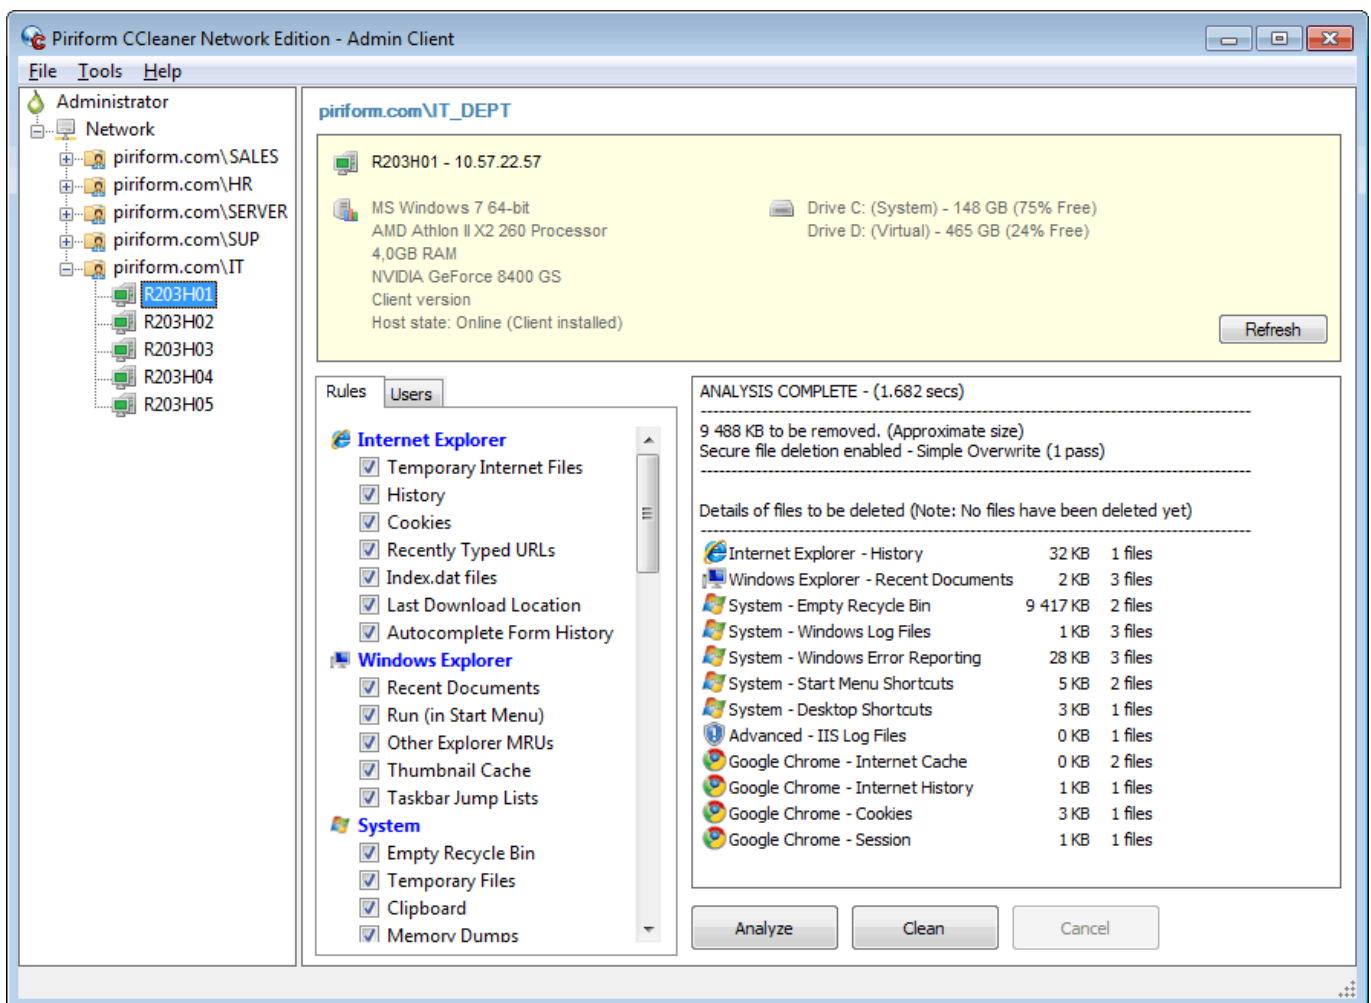 Piriform CCleaner Network Edition - Admin Client
File Tools Help
Administrator
Network
piriform.com\SALES
piriform.com\HR
piriform.com\SERVER
piriform.com\SUP
piriform.com\IT
R203H01
R203H02
R203H03
R203H04
R203H05
piriform.com\IT_DEPT
R203H01 - 10.57.22.57
MS Windows 7 64-bit
AMD Athlon II X2 260 Processor
4,0GB RAM
NVIDIA GeForce 8400 GS
Client version
Host state: Online (Client installed)
Drive C: (System) - 148 GB (75% Free)
Drive D: (Virtual) - 465 GB (24% Free)
Refresh
Rules Users
Internet Explorer
Temporary Internet Files
History
Cookies
Recently Typed URLs
Index.dat files
Last Download Location
Autocomplete Form History
Windows Explorer
Recent Documents
Run (in Start Menu)
Other Explorer MRUs
Thumbnail Cache
Taskbar Jump Lists
System
Empty Recycle Bin
Temporary Files
Clipboard
Memory Dumps
ANALYSIS COMPLETE - (1.682 secs)
9 488 KB to be removed. (Approximate size)
Secure file deletion enabled - Simple Overwrite (1 pass)
Details of files to be deleted (Note: No files have been deleted yet)
Internet Explorer - History 32 KB 1 files
Windows Explorer - Recent Documents 2 KB 3 files
System - Empty Recycle Bin 9 417 KB 2 files
System - Windows Log Files 1 KB 3 files
System - Windows Error Reporting 28 KB 3 files
System - Start Menu Shortcuts 5 KB 2 files
System - Desktop Shortcuts 3 KB 1 files
Advanced - IIS Log Files 0 KB 1 files
Google Chrome - Internet Cache 0 KB 2 files
Google Chrome - Internet History 1 KB 1 files
Google Chrome - Cookies 3 KB 1 files
Google Chrome - Session 1 KB 1 files
Analyze Clean Cancel